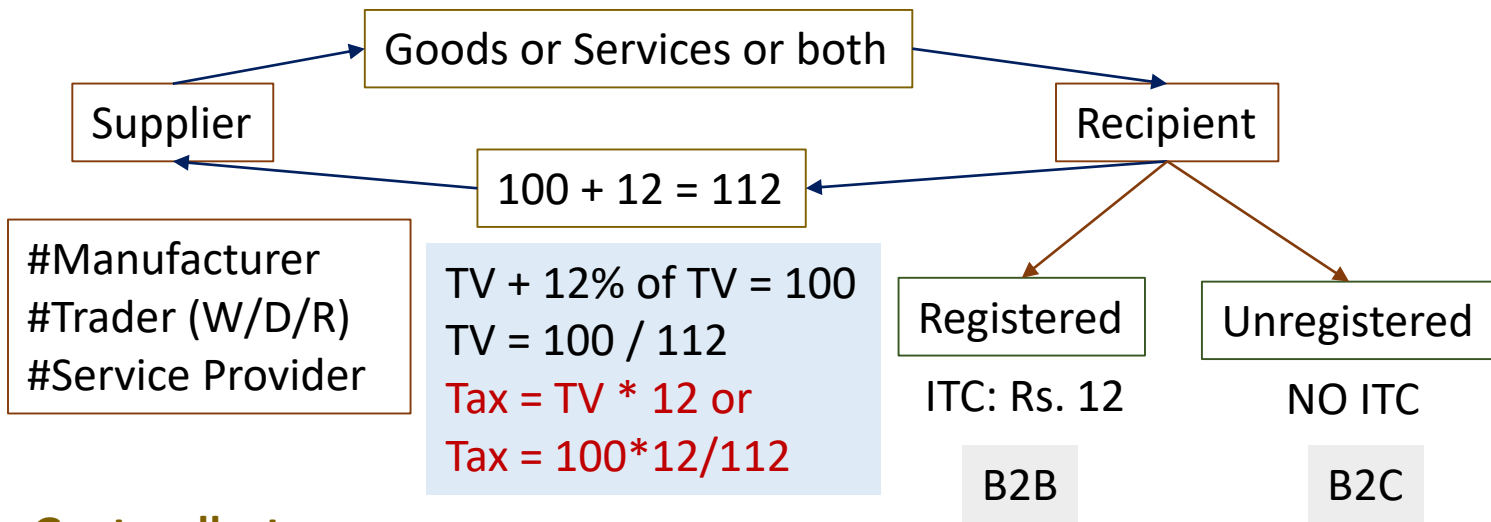 Goods or Services or both
Supplier
Recipient
100 + 12 = 112
#Manufacturer
#Trader (W/D/R)
#Service Provider
TV + 12% of TV = 100
TV = 100 / 112
Tax = TV * 12 or
Tax = 100*12/112
Registered
Unregistered
ITC: Rs. 12
NO ITC
B2B
B2C